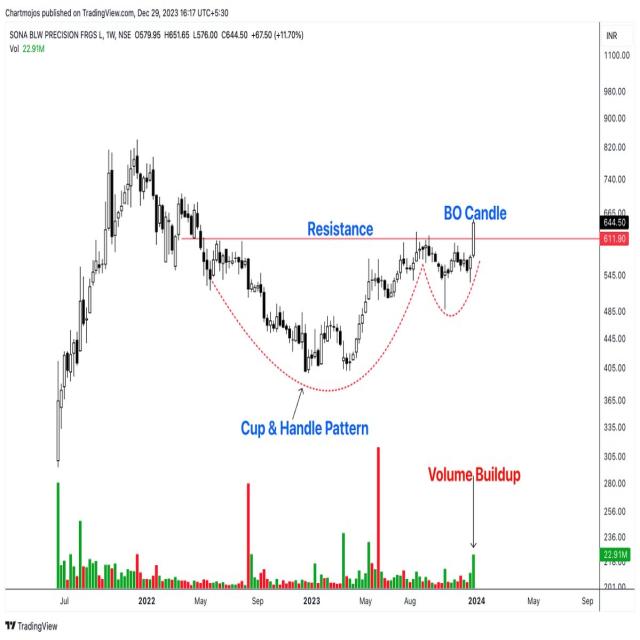 Chartmojos published on TradingView.com, Dec 29, 2023 16:17 UTC+5:30
SONA BLW PRECISION FRGS L, 1W, NSE O579.95 H651.65 L576.00 C644.50 +67.50 (+11.70%)
INR
Vol 22.91M
1100.00
980.00
900.00
820.00
740.00
665.00
BO Candle
644.50
Resistance
611.90
545.00
485.00
445.00
405.00
365.00
Cup & Handle Pattern
335.00
305.00
Volume Buildup
280.00
256.00
236.00
22.91M
201.00
Jul 2022 May Sep 2023 May Aug 2024 May Sep
TradingView